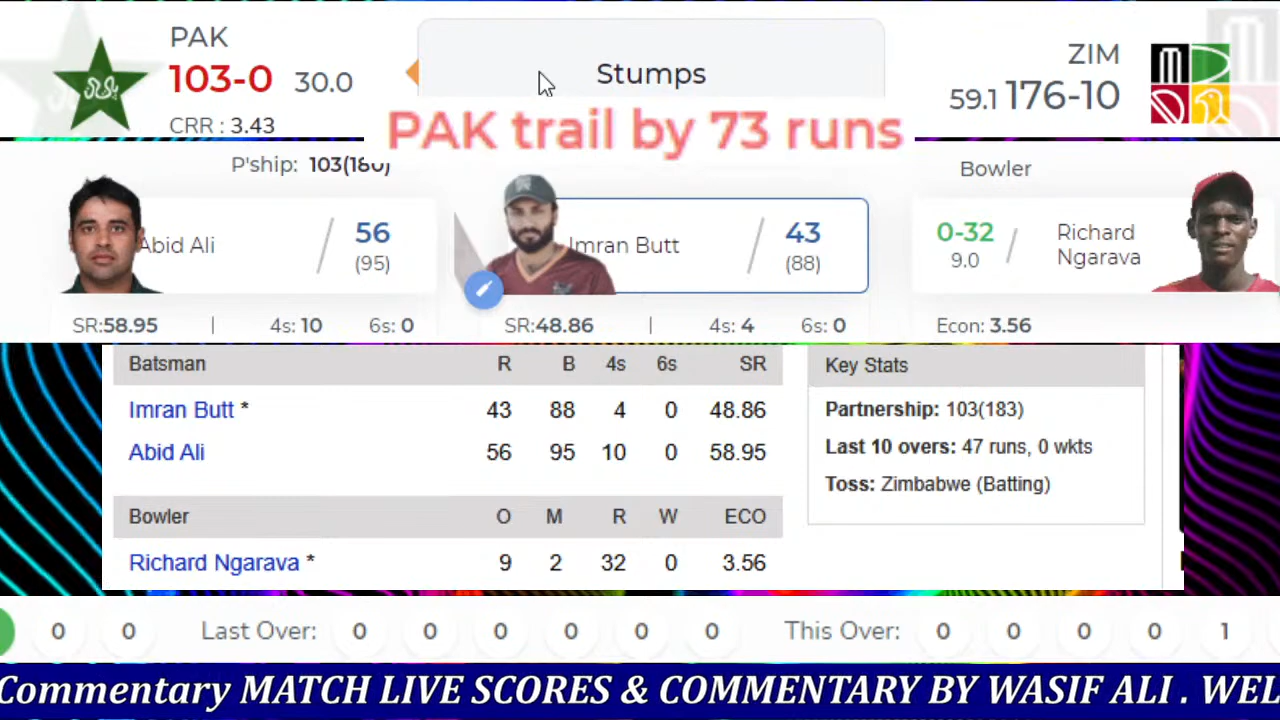 PAK
103-0 30.0
CRR : 3.43
Stumps
PAK trail by 73 runs
ZIM
59.1 176-10
P'ship: 103(180)
Abid Ali
56
(95)
SR:58.95 | 4s: 10 6s: 0
Imran Butt
43
(88)
SR:48.86 | 4s: 4 6s: 0
Bowler
0-32
9.0
Richard
Ngarava
Econ: 3.56
Batsman R B 4s 6s SR
Imran Butt * 43 88 4 0 48.86
Abid Ali 56 95 10 0 58.95
Bowler O M R W ECO
Richard Ngarava * 9 2 32 0 3.56
Key Stats
Partnership: 103(183)
Last 10 overs: 47 runs, 0 wkts
Toss: Zimbabwe (Batting)
0 0 Last Over: 0 0 0 0 0 0 This Over: 0 0 0 0 1
Commentary MATCH LIVE SCORES & COMMENTARY BY WASIF ALI . WEL